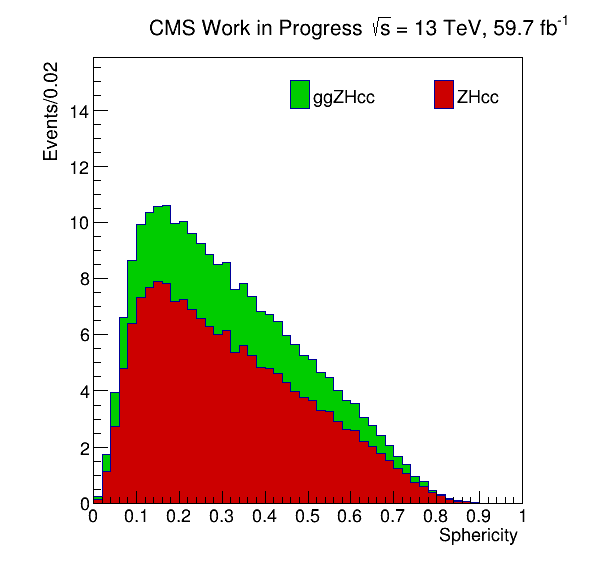 CMS Work in Progress √s = 13 TeV, 59.7 fb⁻¹
Events/0.02
ggZHcc ZHcc
14
12
10
8
6
4
2
0
0 0.1 0.2 0.3 0.4 0.5 0.6 0.7 0.8 0.9 1
Sphericity